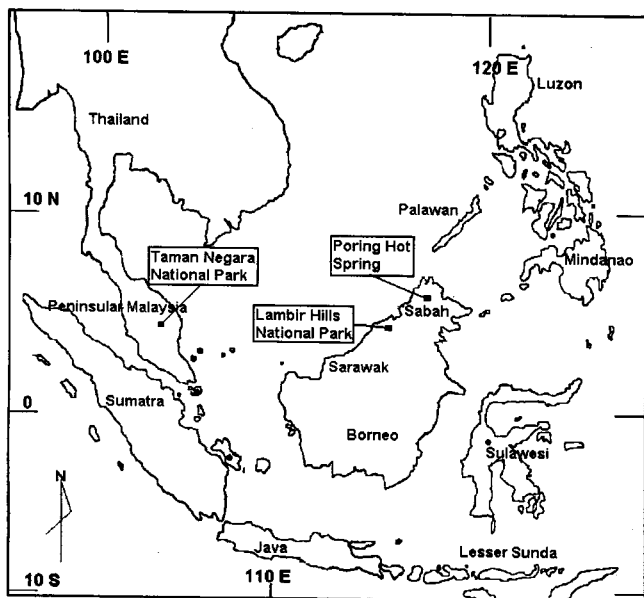 100 E
120 E
Luzon
Thailand
10 N
Palawan
Taman Negara
National Park
Poring Hot
Spring
Mindanao
Peninsular Malaysia
Lambir Hills
National Park
Sabah
Sarawak
Sumatra
0
Borneo
Sulawesi
N
Java
Lesser Sunda
10 S
110 E